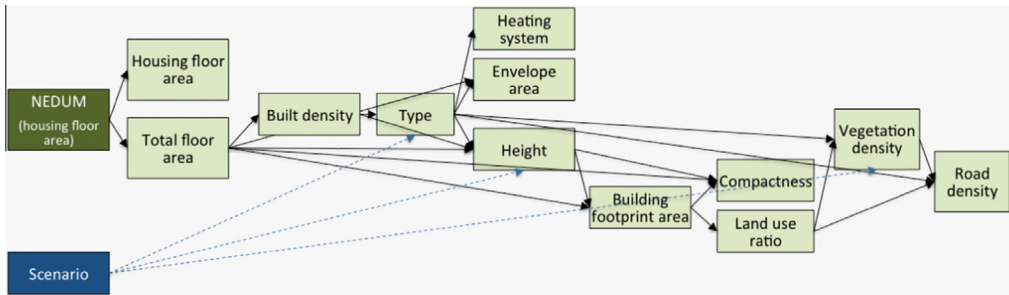 Heating
system
Housing floor
area
Envelope
area
NEDUM
(housing floor
area)
Built density
Type
Total floor
area
Height
Vegetation
density
Compactness
Road
density
Building
footprint area
Land use
ratio
Scenario